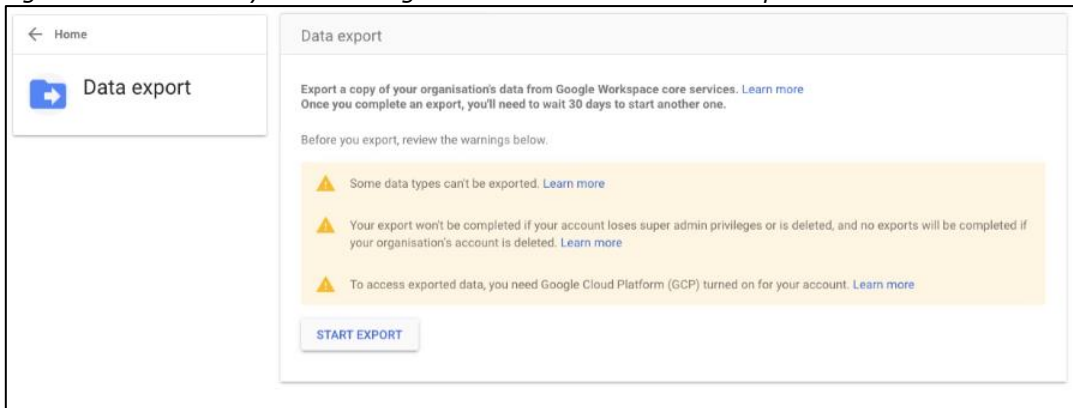 ← Home
Data export
Data export
Export a copy of your organisation's data from Google Workspace core services. Learn more
Once you complete an export, you'll need to wait 30 days to start another one.
Before you export, review the warnings below.
Some data types can't be exported. Learn more
Your export won't be completed if your account loses super admin privileges or is deleted, and no exports will be completed if
your organisation's account is deleted. Learn more
To access exported data, you need Google Cloud Platform (GCP) turned on for your account. Learn more
START EXPORT